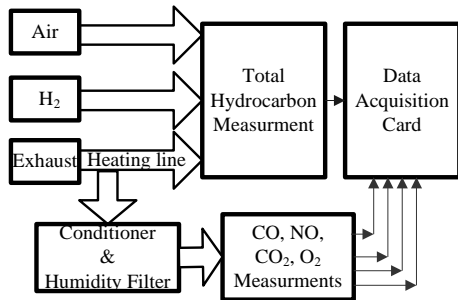 Air
H₂
Exhaust
Heating line
Total
Hydrocarbon
Measurment
Data
Acquisition
Card
Conditioner
&
Humidity Filter
CO, NO,
CO₂, O₂
Measurments